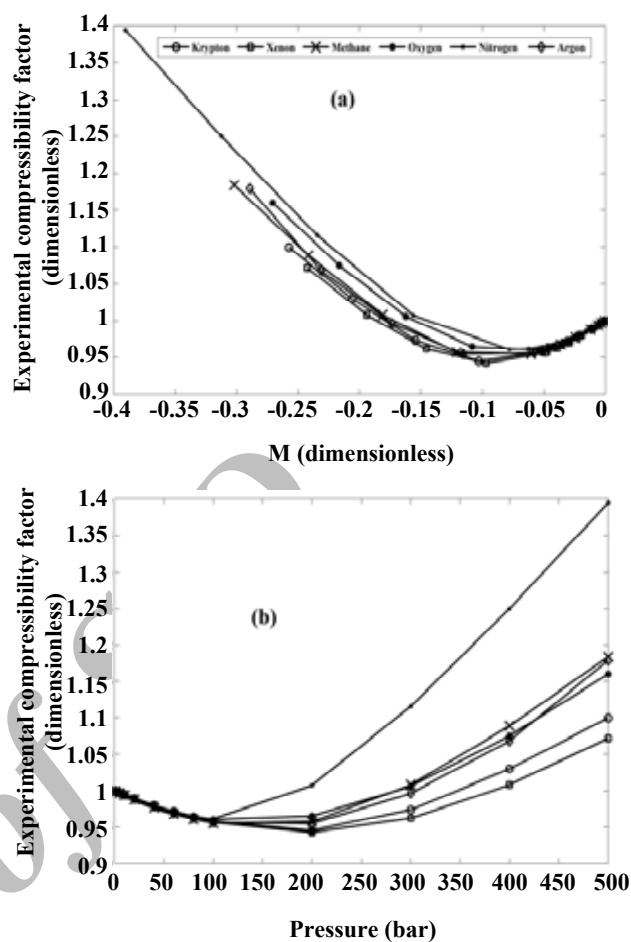 Experimental compressibility factor
(dimensionless)
1.4
1.35
1.3
1.25
1.2
1.15
1.1
1.05
1
0.95
0.9
Krypton Xenon Methane Oxygen Nitrogen Argon
(a)
-0.4 -0.35 -0.3 -0.25 -0.2 -0.15 -0.1 -0.05 0
M (dimensionless)
Experimental compressibility factor
(dimensionless)
1.4
1.35
1.3
1.25
1.2
1.15
1.1
1.05
1
0.95
0.9
(b)
0 50 100 150 200 250 300 350 400 450 500
Pressure (bar)
of